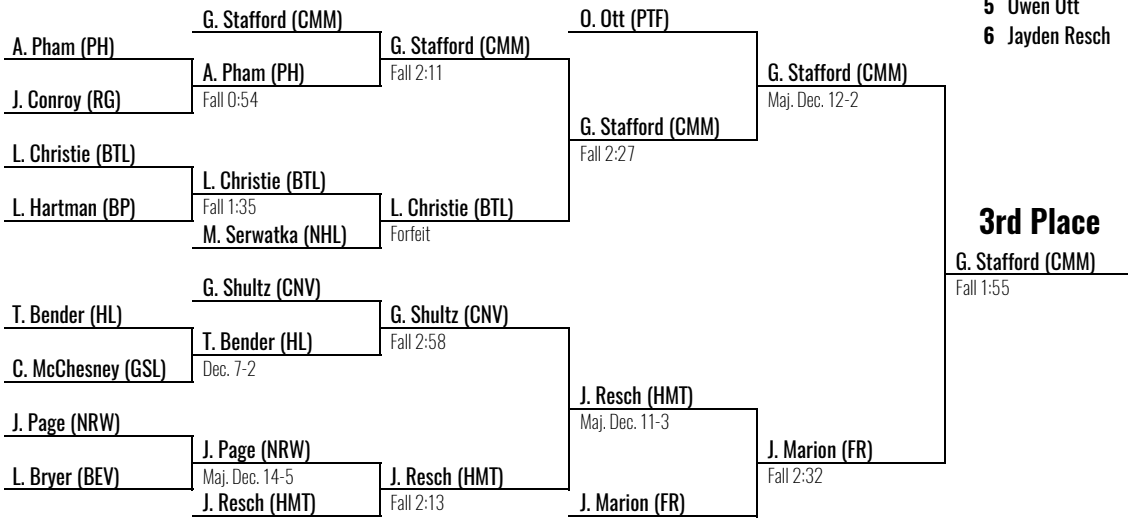 5 Owen Ott
6 Jayden Resch
G. Stafford (CMM)
A. Pham (PH)
A. Pham (PH)
Fall 0:54
J. Conroy (RG)
G. Stafford (CMM)
Fall 2:11
L. Christie (BTL)
L. Christie (BTL)
Fall 1:35
L. Hartman (BP)
M. Serwatka (NHL)
L. Christie (BTL)
Forfeit
O. Ott (PTF)
G. Stafford (CMM)
Fall 2:27
G. Stafford (CMM)
Maj. Dec. 12-2
G. Shultz (CNV)
T. Bender (HL)
T. Bender (HL)
Dec. 7-2
C. McChesney (GSL)
G. Shultz (CNV)
Fall 2:58
J. Page (NRW)
J. Page (NRW)
Maj. Dec. 14-5
L. Bryer (BEV)
J. Resch (HMT)
J. Resch (HMT)
Fall 2:13
J. Resch (HMT)
Maj. Dec. 11-3
J. Marion (FR)
J. Marion (FR)
Fall 2:32
3rd Place
G. Stafford (CMM)
Fall 1:55